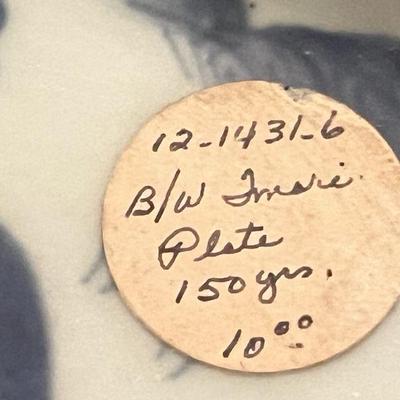 12-1431-6
B/W Imari
Plate
150 yrs.
10.00